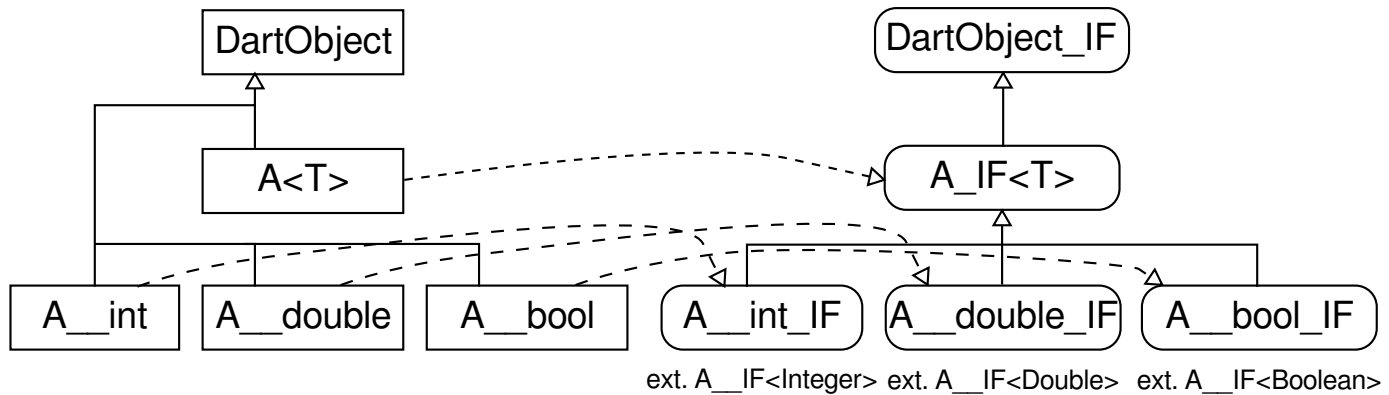 DartObject
DartObject_IF
A<T>
A_IF<T>
A__int
A__double
A__bool
A__int_IF
A__double_IF
A__bool_IF
ext. A__IF<Integer>
ext. A__IF<Double>
ext. A__IF<Boolean>